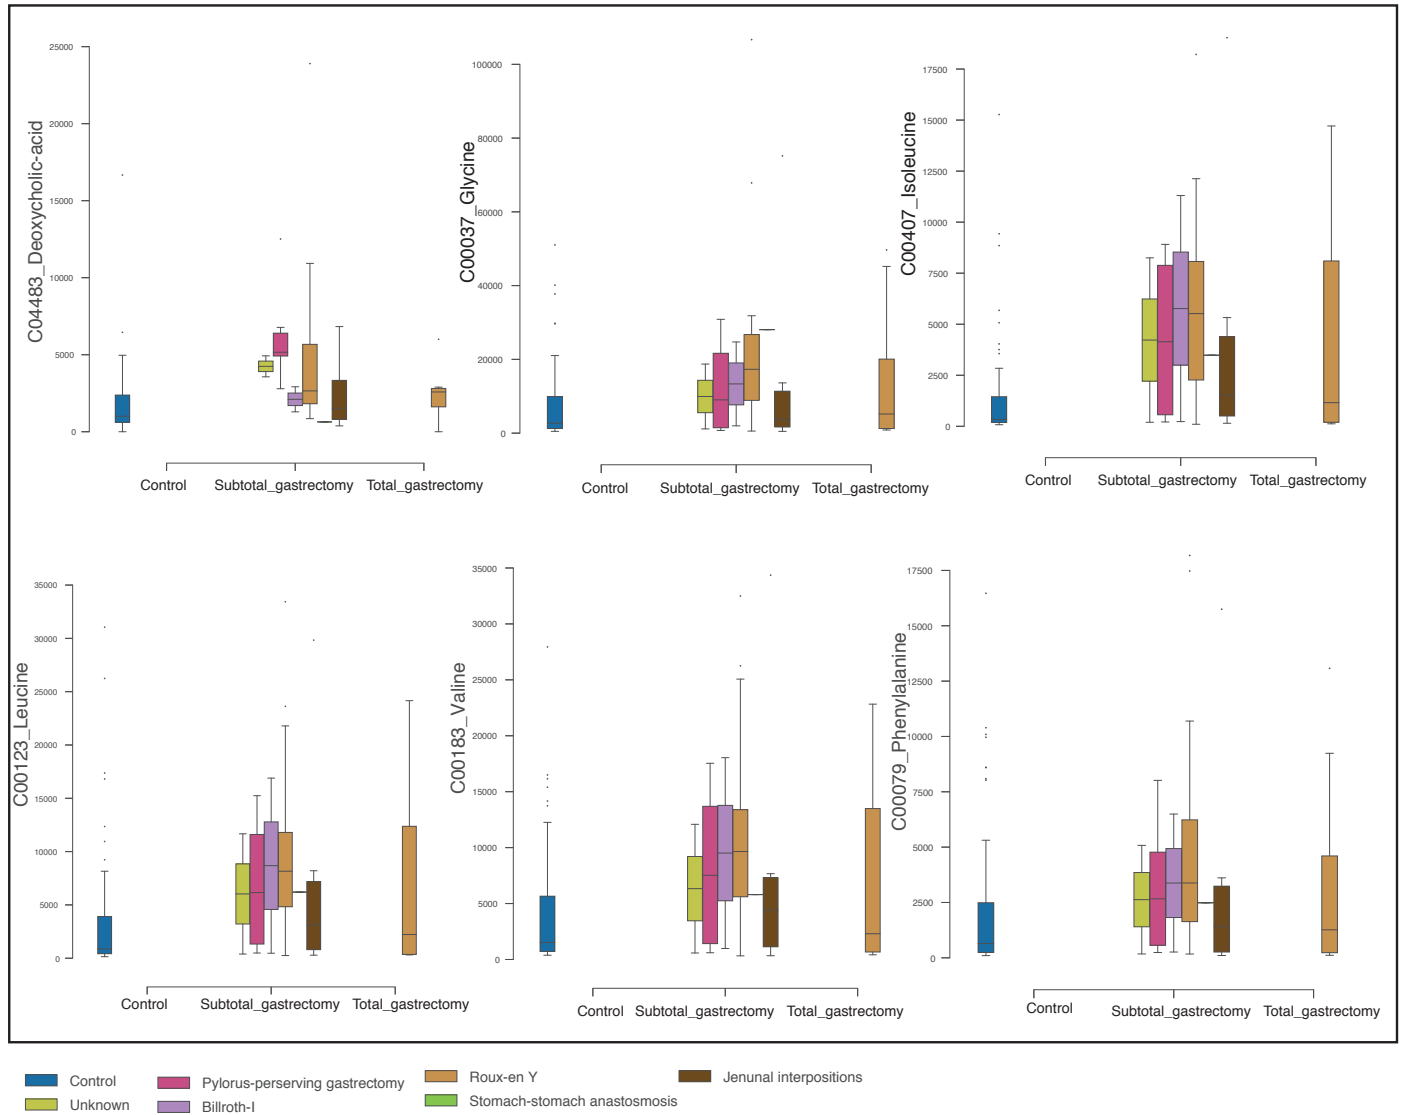 C04483_Deoxycholic-acid
25000
20000
15000
10000
5000
0
Control Subtotal_gastrectomy Total_gastrectomy
C00037_Glycine
100000
80000
60000
40000
20000
0
Control Subtotal_gastrectomy Total_gastrectomy
C00407_Isoleucine
17500
15000
12500
10000
7500
5000
2500
0
Control Subtotal_gastrectomy Total_gastrectomy
C00123_Leucine
35000
30000
25000
20000
15000
10000
5000
0
Control Subtotal_gastrectomy Total_gastrectomy
C00183_Valine
35000
30000
25000
20000
15000
10000
5000
0
Control Subtotal_gastrectomy Total_gastrectomy
C00079_Phenylalanine
17500
15000
12500
10000
7500
5000
2500
0
Control Subtotal_gastrectomy Total_gastrectomy
Control
Unknown
Pylorus-perserving gastrectomy
Billroth-I
Roux-en Y
Stomach-stomach anastosmosis
Jenunal interpositions